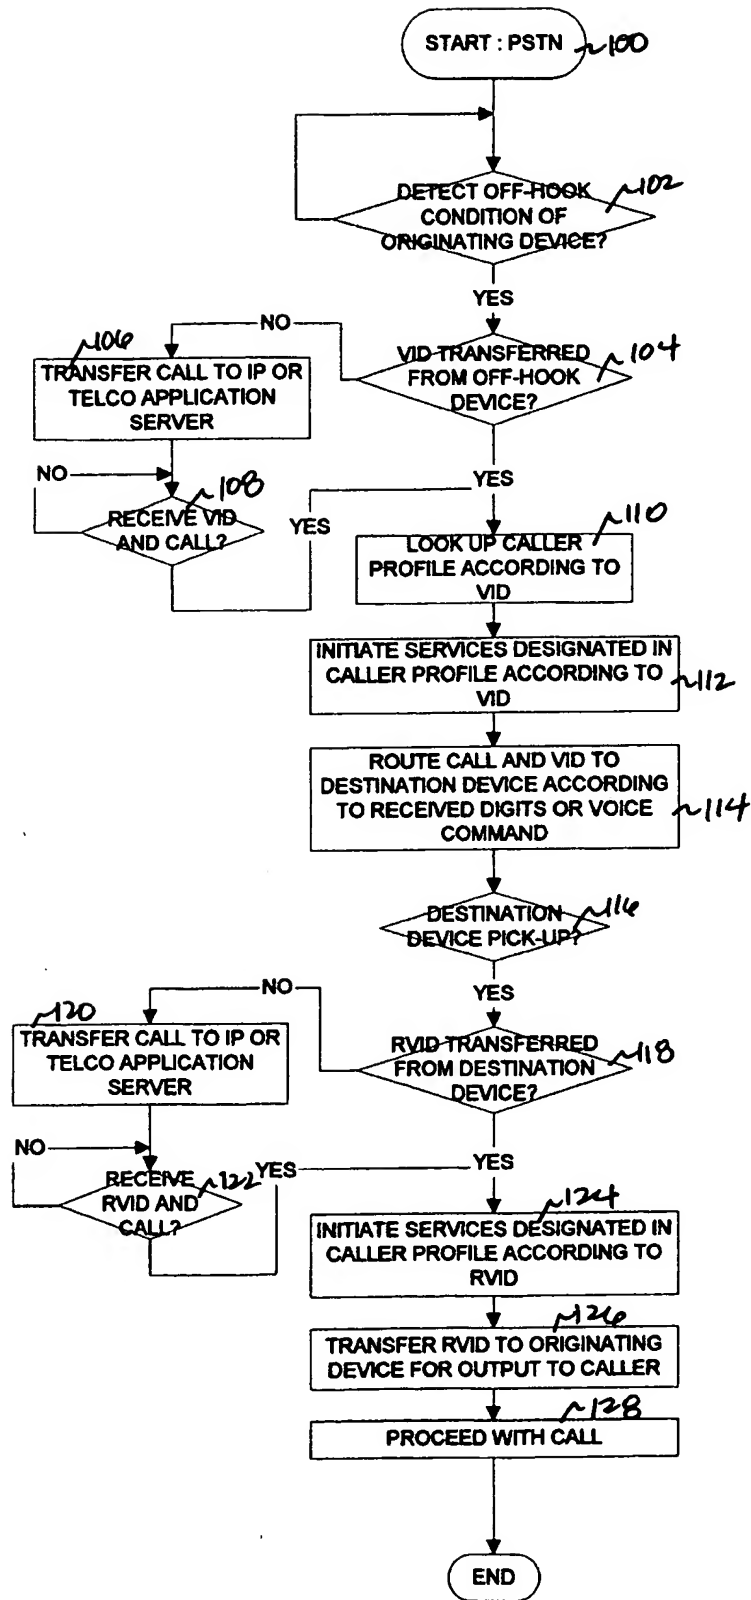 START : PSTN ~100
DETECT OFF-HOOK ~102
CONDITION OF
ORIGINATING DEVICE?
YES
NO
~106
TRANSFER CALL TO IP OR
TELCO APPLICATION
SERVER
VID TRANSFERRED ~104
FROM OFF-HOOK
DEVICE?
NO
~108
RECEIVE VID
AND CALL?
YES
YES
~110
LOOK UP CALLER
PROFILE ACCORDING TO
VID
INITIATE SERVICES DESIGNATED IN
CALLER PROFILE ACCORDING TO ~112
VID
ROUTE CALL AND VID TO
DESTINATION DEVICE ACCORDING
TO RECEIVED DIGITS OR VOICE ~114
COMMAND
DESTINATION ~116
DEVICE PICK-UP?
YES
NO
~120
TRANSFER CALL TO IP OR
TELCO APPLICATION
SERVER
RVID TRANSFERRED
FROM DESTINATION ~118
DEVICE?
NO
RECEIVE
RVID AND ~122
CALL?
YES
YES
~124
INITIATE SERVICES DESIGNATED IN
CALLER PROFILE ACCORDING TO
RVID
~126
TRANSFER RVID TO ORIGINATING
DEVICE FOR OUTPUT TO CALLER
~128
PROCEED WITH CALL
END